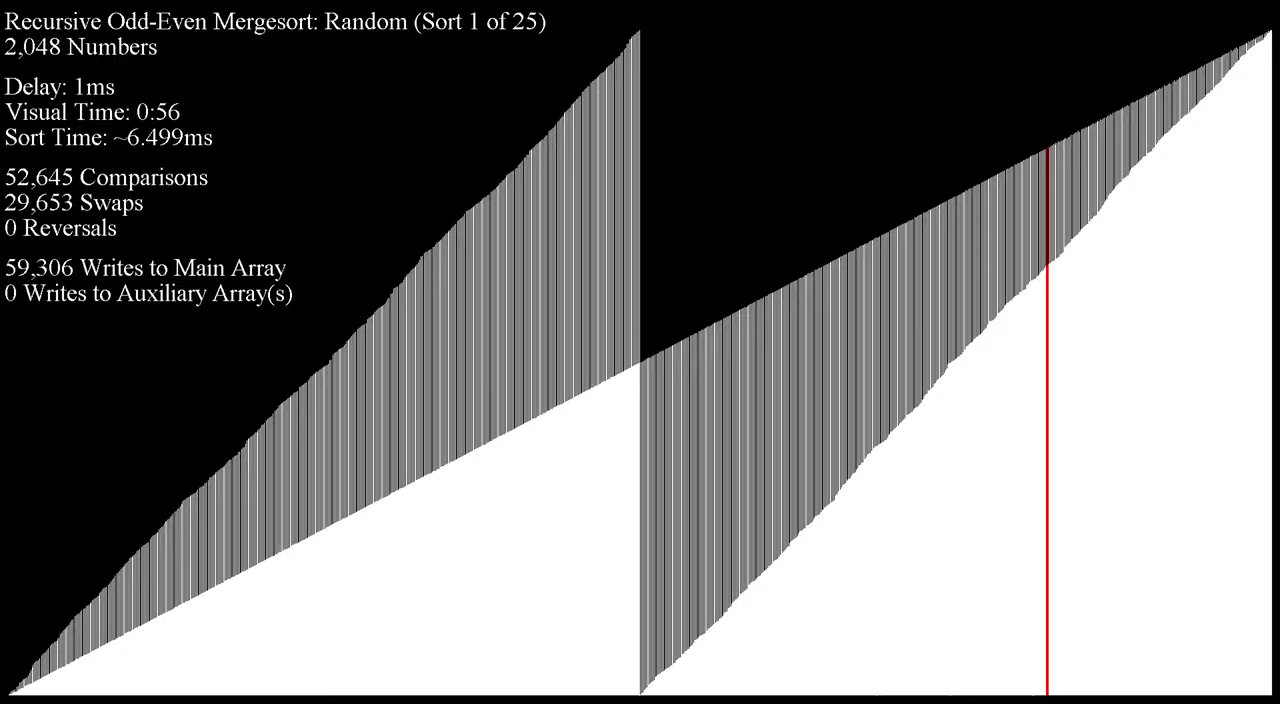 Recursive Odd-Even Mergesort: Random (Sort 1 of 25)
2,048 Numbers
Delay: 1ms
Visual Time: 0:56
Sort Time: ~6.499ms
52,645 Comparisons
29,653 Swaps
0 Reversals
59,306 Writes to Main Array
0 Writes to Auxiliary Array(s)